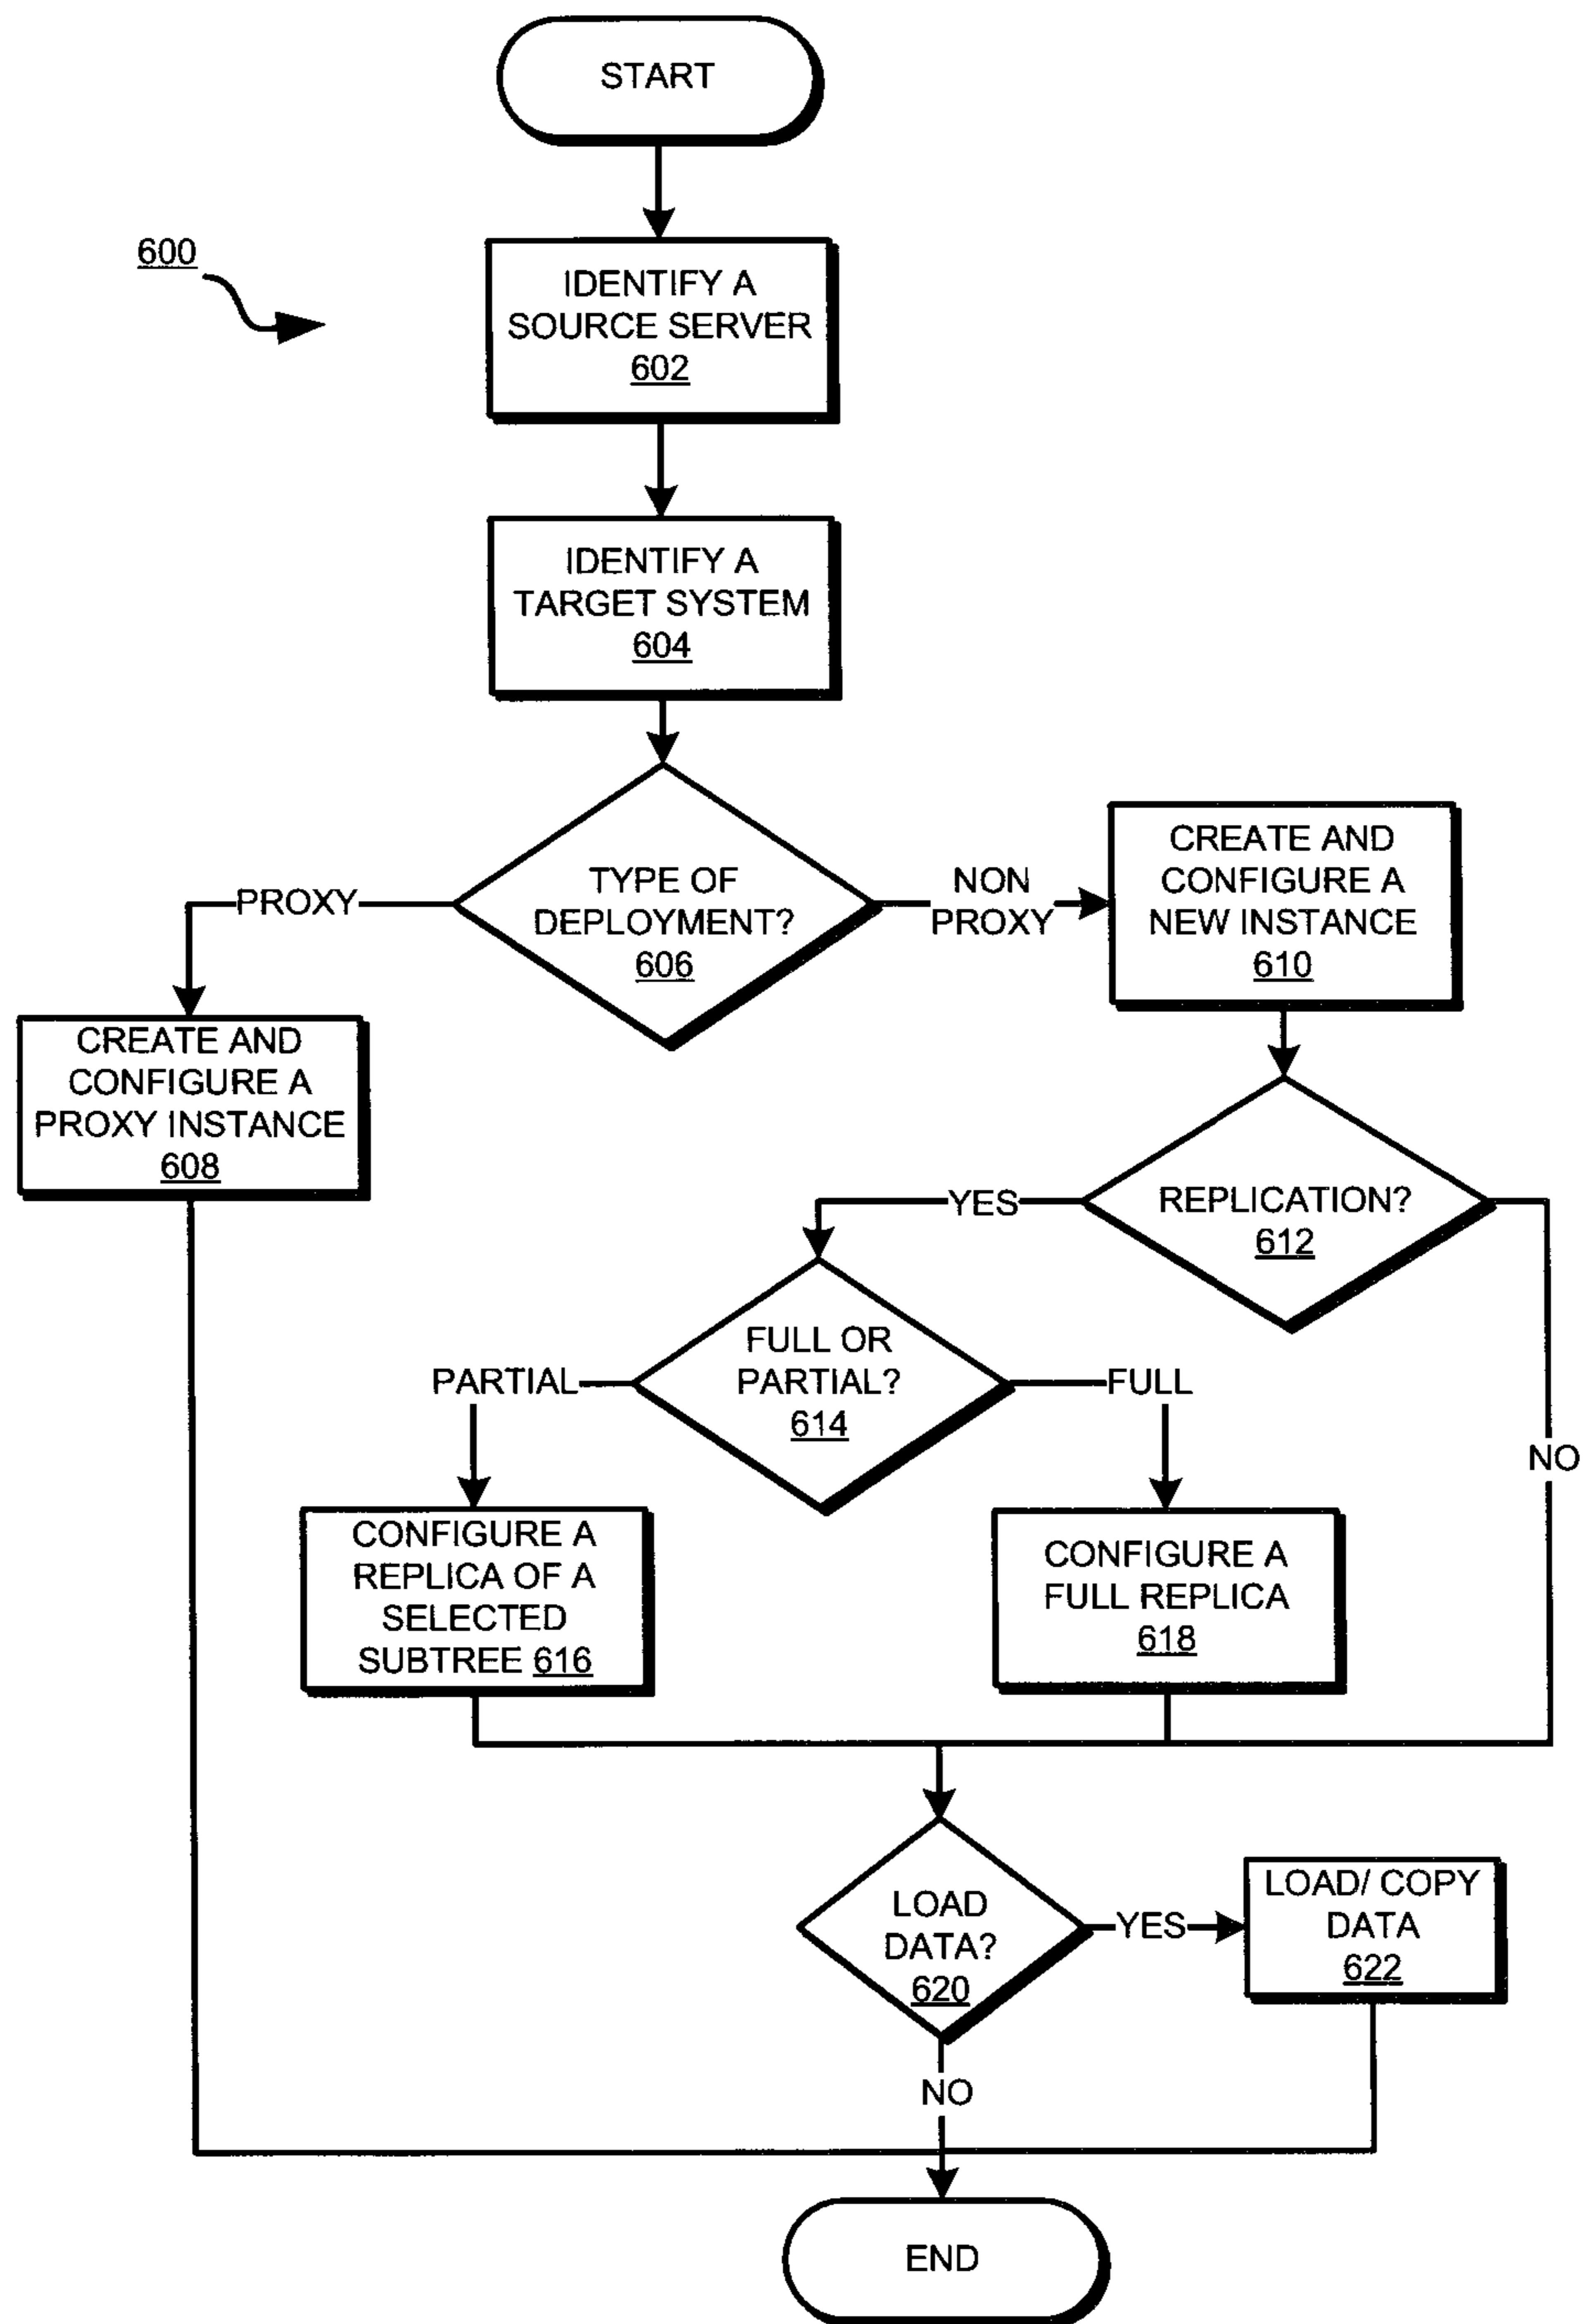 START
600
IDENTIFY A
SOURCE SERVER
602
IDENTIFY A
TARGET SYSTEM
604
TYPE OF
DEPLOYMENT?
606
PROXY
NON
PROXY
CREATE AND
CONFIGURE A
NEW INSTANCE
610
CREATE AND
CONFIGURE A
PROXY INSTANCE
608
REPLICATION?
612
YES
NO
FULL OR
PARTIAL?
614
PARTIAL
FULL
CONFIGURE A
REPLICA OF A
SELECTED
SUBTREE 616
CONFIGURE A
FULL REPLICA
618
LOAD
DATA?
620
YES
LOAD/ COPY
DATA
622
NO
END